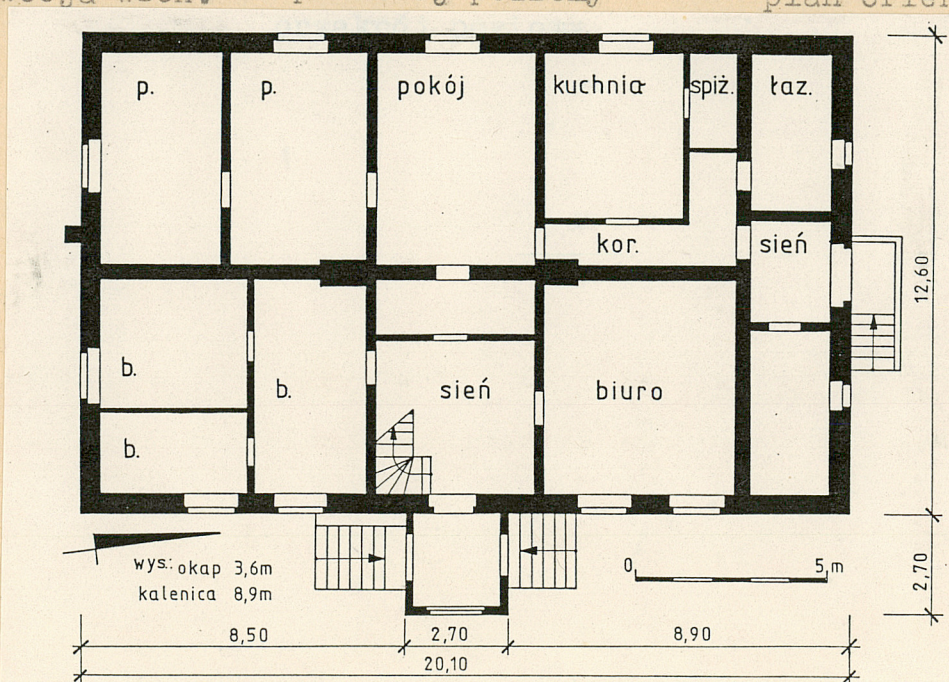 plan
p.
p.
pokój
kuchnia
spiż.
łaz.
kor.
sień
12,60
b.
b.
sień
biuro
b.
wys.: okap 3,6m
kalenica 8,9m
0
5,m
2,70
8,50
2,70
8,90
20,10